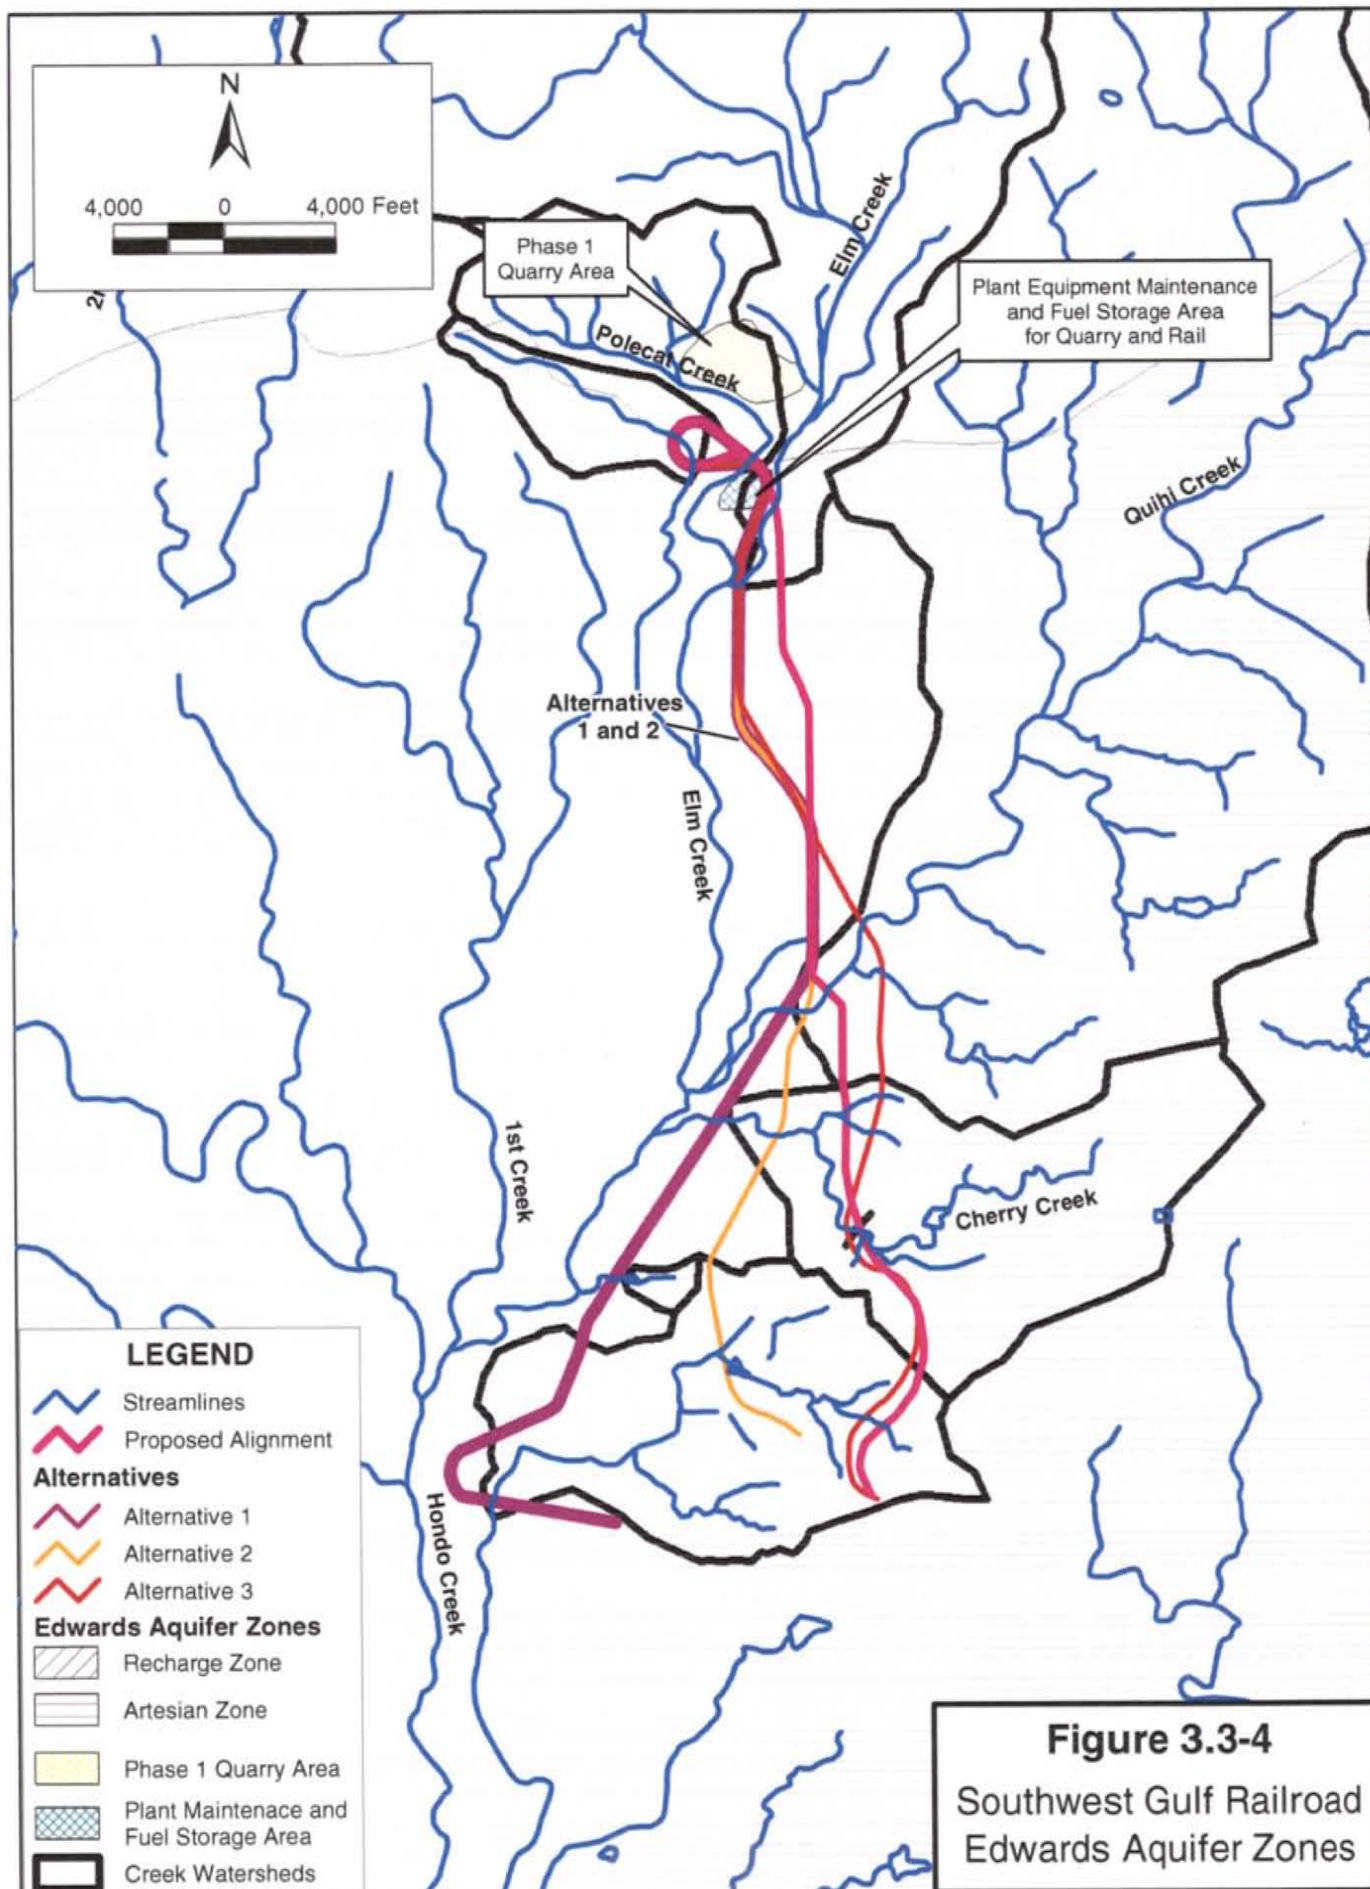 N
4,000 0 4,000 Feet
Phase 1
Quarry Area
Elm Creek
Plant Equipment Maintenance
and Fuel Storage Area
for Quarry and Rail
Polecat Creek
Quihi Creek
Alternatives
1 and 2
Elm Creek
1st Creek
Cherry Creek
Hondo Creek
LEGEND
Streamlines
Proposed Alignment
Alternatives
Alternative 1
Alternative 2
Alternative 3
Edwards Aquifer Zones
Recharge Zone
Artesian Zone
Phase 1 Quarry Area
Plant Maintenace and
Fuel Storage Area
Creek Watersheds
Figure 3.3-4
Southwest Gulf Railroad
Edwards Aquifer Zones